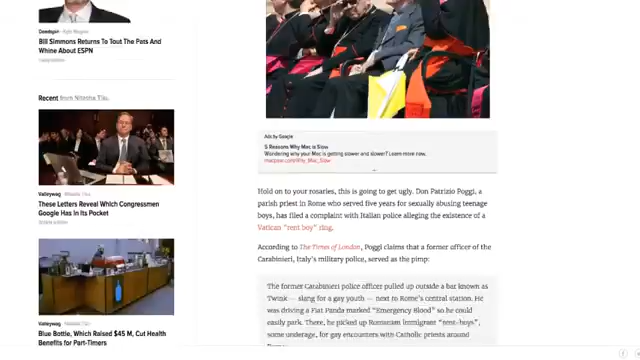 Bill Simmons Returns To Tout The Pats And
Whine About ESPN
Recent from Nitasha Tiku
Valleywag
These Letters Reveal Which Congressmen
Google Has In Its Pocket
Valleywag
Blue Bottle, Which Raised $45 M, Cut Health
Benefits for Part-Timers
Ads by Google
5 Reasons Why Mac is Slow
Wondering why your Mac is getting slower and slower? Learn more now.
macpaw.com/Why_Mac_Slow
Hold on to your rosaries, this is going to get ugly. Don Patrizio Poggi, a
parish priest in Rome who served five years for sexually abusing teenage
boys, has filed a complaint with Italian police alleging the existence of a
Vatican "rent boy" ring.
According to The Times of London, Poggi claims that a former officer of the
Carabinieri, Italy's military police, served as the pimp:
The former Carabinieri police officer pulled up outside a bar known as
Twink — slang for a gay youth — next to Rome's central station. He
was driving a Fiat Panda marked "Emergency Blood" so he could
easily park. There, he picked up Romanian immigrant "rent-boys",
some underage, for gay encounters with Catholic priests around